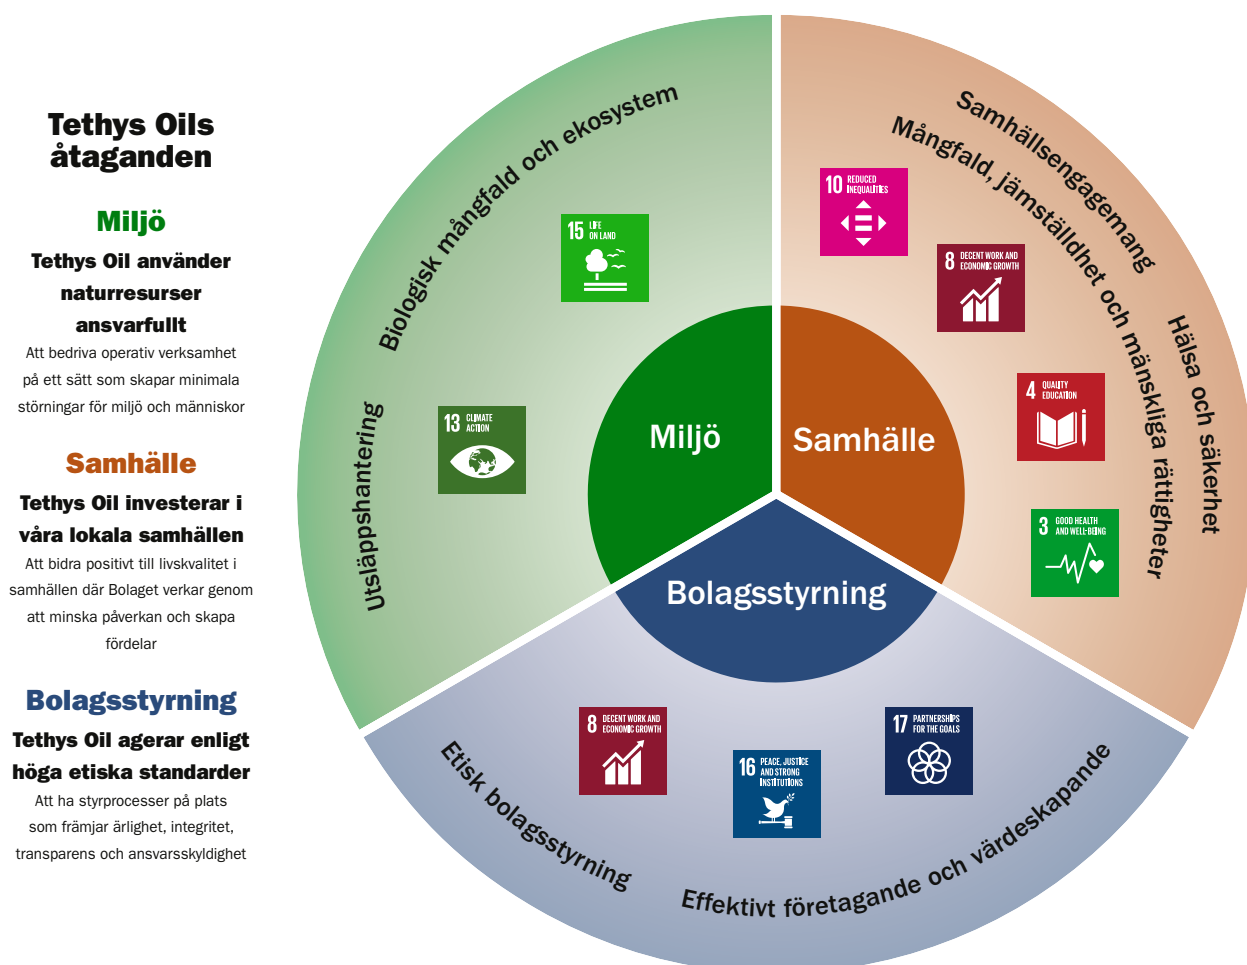 Tethys Oils
åtaganden
Miljö
Tethys Oil använder
naturresurser
ansvarfullt
Att bedriva operativ verksamhet
på ett sätt som skapar minimala
störningar för miljö och människor
Samhälle
Tethys Oil investerar i
våra lokala samhällen
Att bidra positivt till livskvalitet i
samhällen där Bolaget verkar genom
att minska påverkan och skapa
fördelar
Bolagsstyrning
Tethys Oil agerar enligt
höga etiska standarder
Att ha styrprocesser på plats
som främjar ärlighet, integritet,
transparens och ansvarsskyldighet
Biologisk mångfald och ekosystem
Utsläppshantering
15 LIFE
ON LAND
13 CLIMATE
ACTION
Miljö
Samhällsengagemang
Mångfald, jämställdhet och mänskliga rättigheter
Hälsa och säkerhet
10 REDUCED
INEQUALITIES
8 DECENT WORK AND
ECONOMIC GROWTH
4 QUALITY
EDUCATION
3 GOOD HEALTH
AND WELL-BEING
Samhälle
Bolagsstyrning
8 DECENT WORK AND
ECONOMIC GROWTH
16 PEACE, JUSTICE
AND STRONG
INSTITUTIONS
17 PARTNERSHIPS
FOR THE GOALS
Etisk bolagsstyrning
Effektivt företagande och värdeskapande